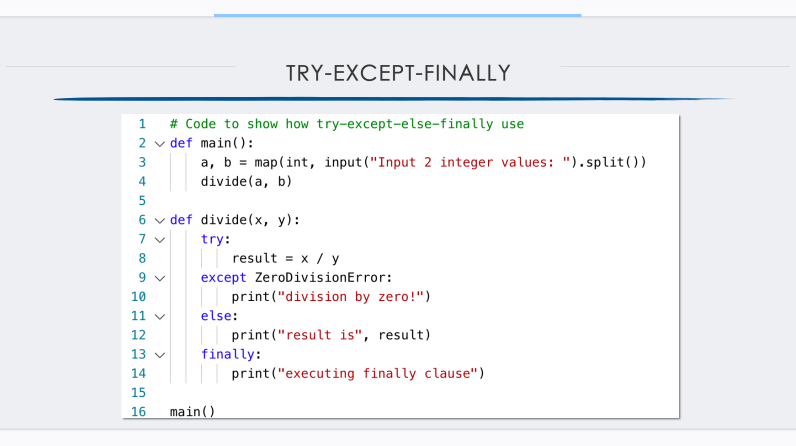 TRY-EXCEPT-FINALLY
1 # Code to show how try-except-else-finally use
2 def main():
3     a, b = map(int, input("Input 2 integer values: ").split())
4     divide(a, b)
5
6 def divide(x, y):
7     try:
8         result = x / y
9     except ZeroDivisionError:
10         print("division by zero!")
11     else:
12         print("result is", result)
13     finally:
14         print("executing finally clause")
15
16 main()